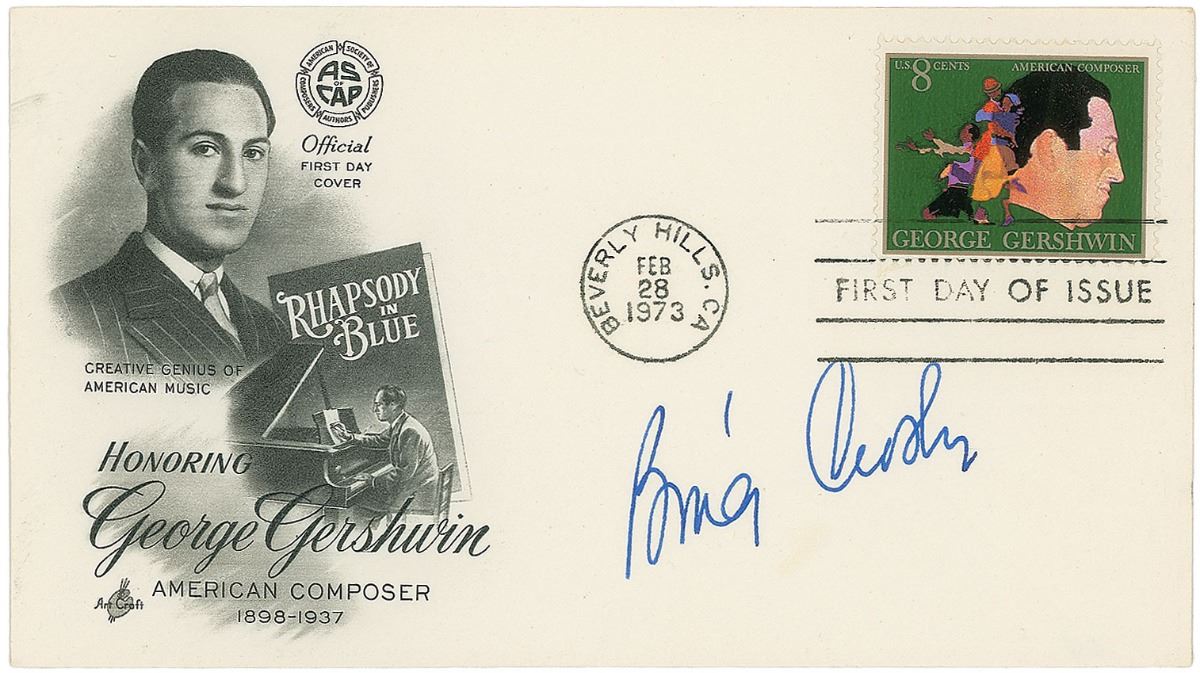 AMERICAN SOCIETY OF COMPOSERS AUTHORS PUBLISHERS
AS
OF
CAP
Official
FIRST DAY
COVER
RHAPSODY
IN
BLUE
CREATIVE GENIUS OF
AMERICAN MUSIC
HONORING
George Gershwin
AMERICAN COMPOSER
1898-1937
Art Craft
BEVERLY HILLS. CA
FEB
28
1973
U.S. 8 CENTS AMERICAN COMPOSER
GEORGE GERSHWIN
FIRST DAY OF ISSUE
Bing Crosby